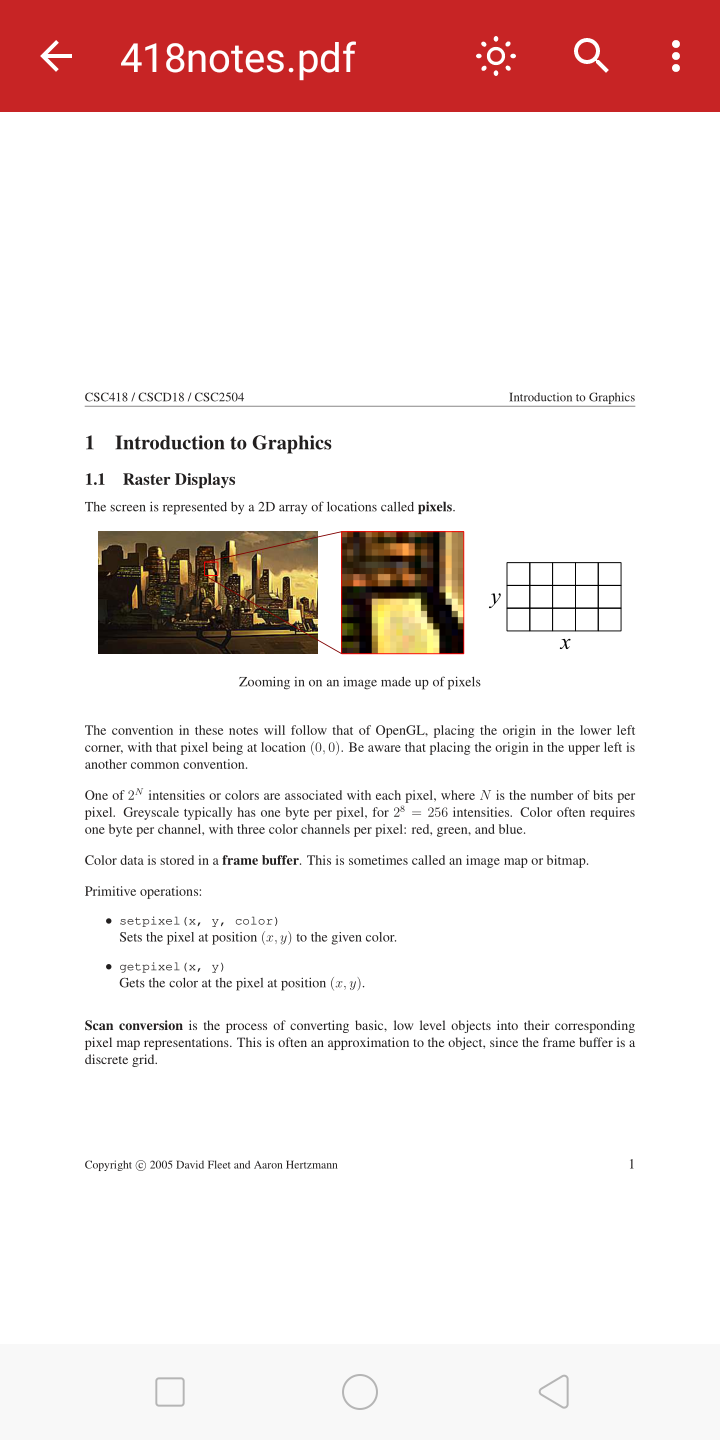 418notes.pdf
CSC418 / CSCD18 / CSC2504 Introduction to Graphics
1 Introduction to Graphics
1.1 Raster Displays
The screen is represented by a 2D array of locations called pixels.
y
x
Zooming in on an image made up of pixels
The convention in these notes will follow that of OpenGL, placing the origin in the lower left
corner, with that pixel being at location (0, 0). Be aware that placing the origin in the upper left is
another common convention.
One of 2^N intensities or colors are associated with each pixel, where N is the number of bits per
pixel. Greyscale typically has one byte per pixel, for 2^8 = 256 intensities. Color often requires
one byte per channel, with three color channels per pixel: red, green, and blue.
Color data is stored in a frame buffer. This is sometimes called an image map or bitmap.
Primitive operations:
• setpixel(x, y, color)
Sets the pixel at position (x, y) to the given color.
• getpixel(x, y)
Gets the color at the pixel at position (x, y).
Scan conversion is the process of converting basic, low level objects into their corresponding
pixel map representations. This is often an approximation to the object, since the frame buffer is a
discrete grid.
Copyright © 2005 David Fleet and Aaron Hertzmann 1